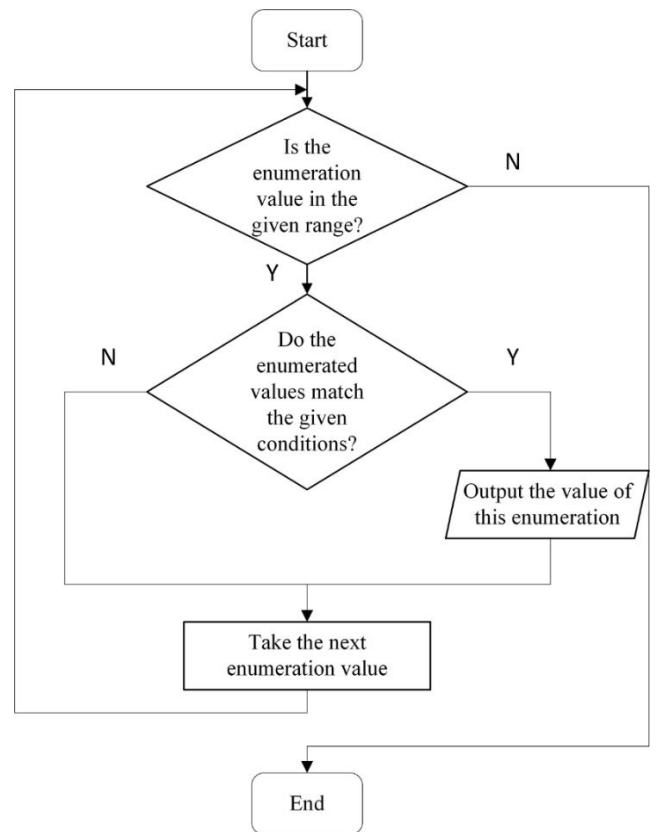 Start
Is the
enumeration
value in the
given range?
N
Y
Do the
enumerated
values match
the given
conditions?
N
Y
Output the value of
this enumeration
Take the next
enumeration value
End